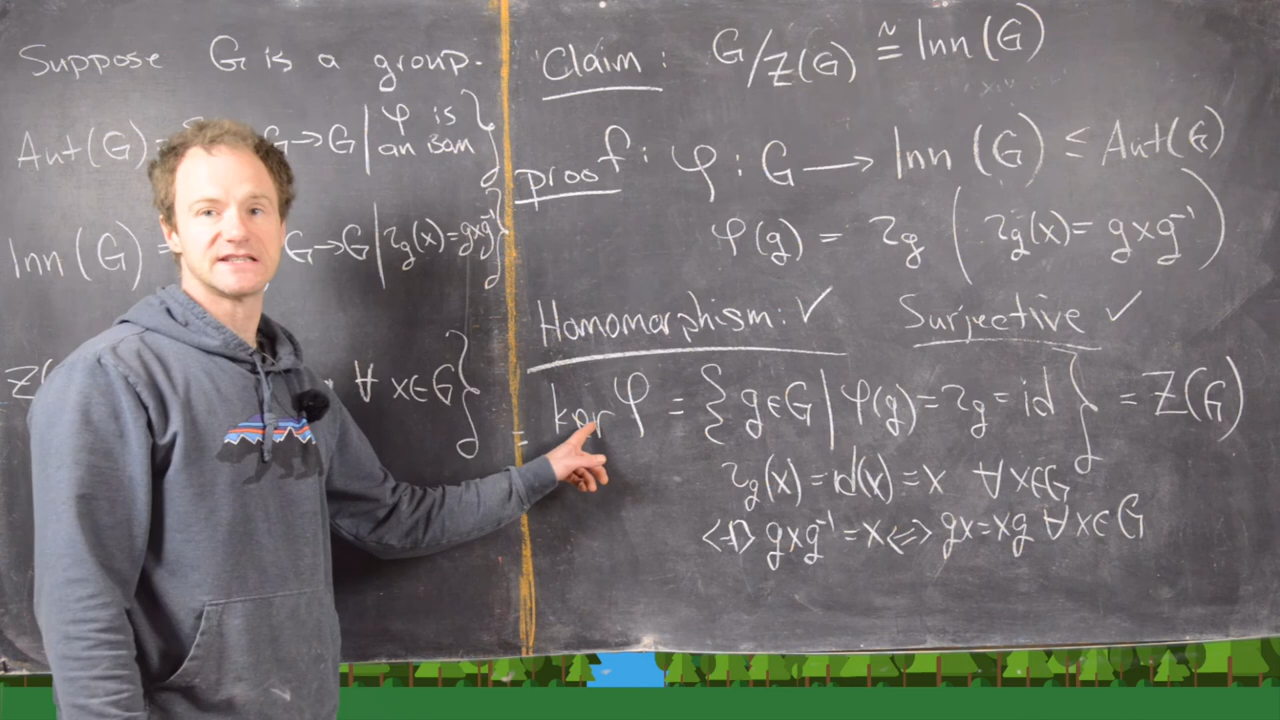 Suppose G is a group.
Aut(G) = { G→G | φ is an isom }
Inn(G) = G→G | τg(x)=gxg⁻¹ }
Z( ∀ x∈G }
Claim: G/Z(G) ≅ Inn(G)
proof: φ: G → Inn(G) ≤ Aut(G)
φ(g) = τg ( τg(x) = gxg⁻¹ )
Homomorphism: ✓ Surjective ✓
ker φ = { g∈G | φ(g)=τg=id } = Z(G)
τg(x)=id(x)=x ∀x∈G
<=> gxg⁻¹=x <=> gx=xg ∀x∈G